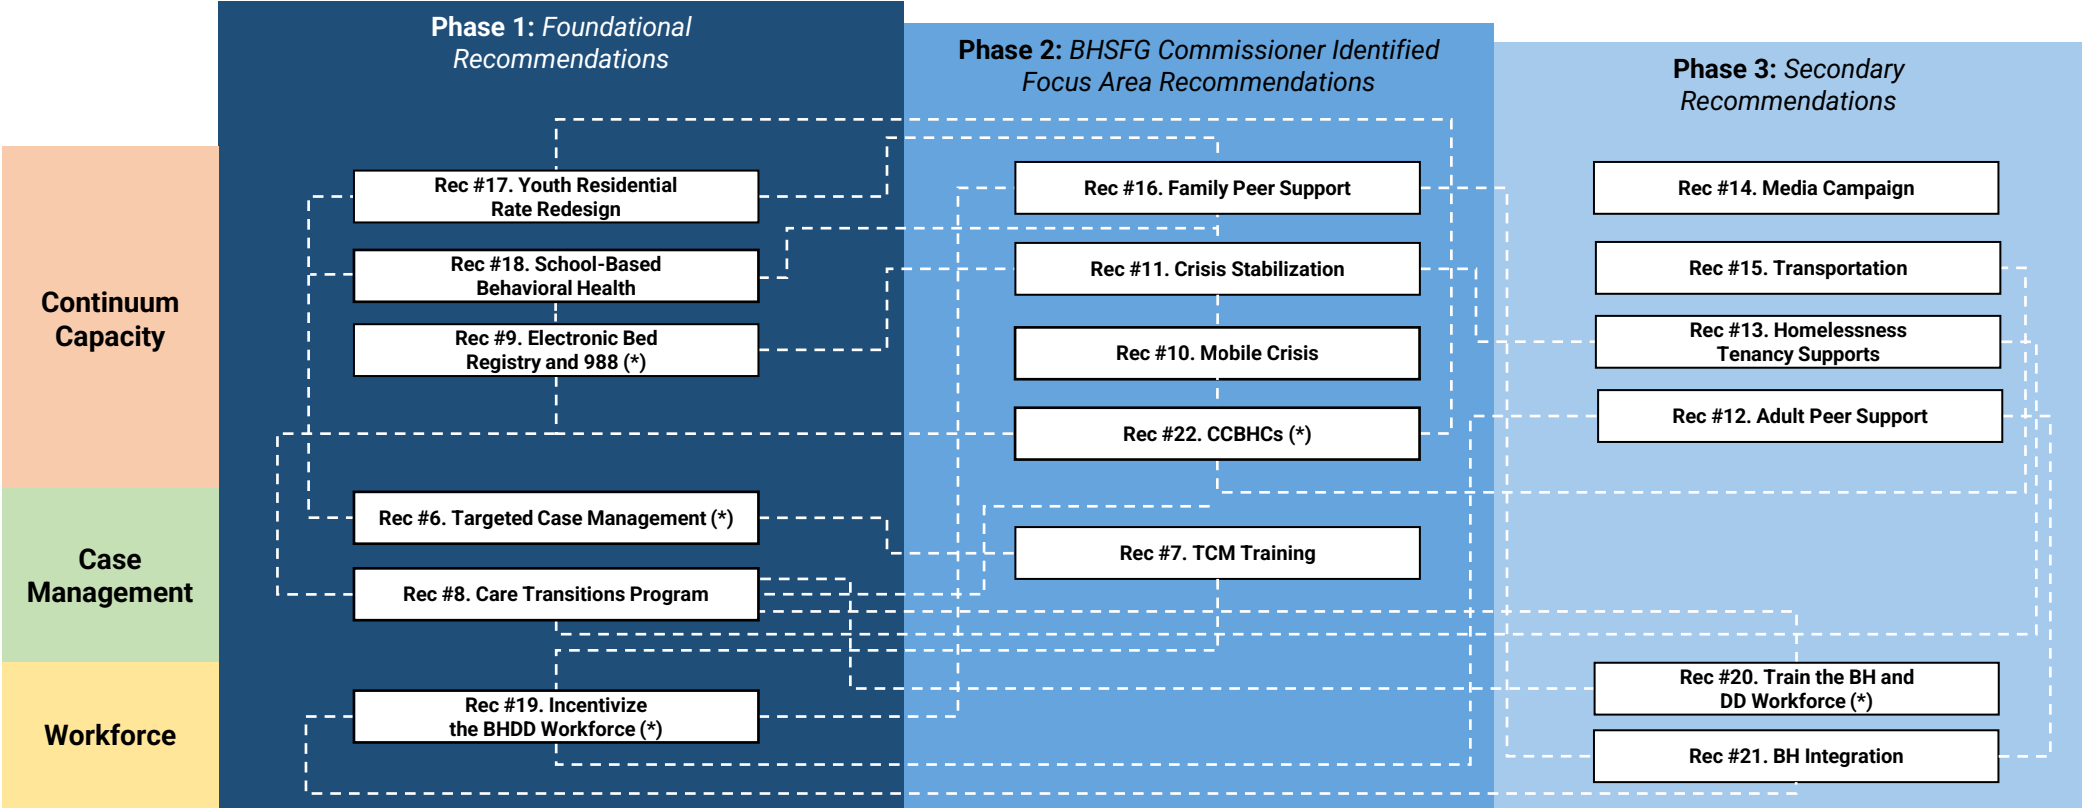 Phase 1: Foundational
Recommendations
Phase 2: BHSFG Commissioner Identified
Focus Area Recommendations
Phase 3: Secondary
Recommendations
Continuum
Capacity
Rec #17. Youth Residential
Rate Redesign
Rec #18. School-Based
Behavioral Health
Rec #9. Electronic Bed
Registry and 988 (*)
Rec #16. Family Peer Support
Rec #11. Crisis Stabilization
Rec #10. Mobile Crisis
Rec #22. CCBHCs (*)
Rec #14. Media Campaign
Rec #15. Transportation
Rec #13. Homelessness
Tenancy Supports
Rec #12. Adult Peer Support
Case
Management
Rec #6. Targeted Case Management (*)
Rec #8. Care Transitions Program
Rec #7. TCM Training
Workforce
Rec #19. Incentivize
the BHDD Workforce (*)
Rec #20. Train the BH and
DD Workforce (*)
Rec #21. BH Integration